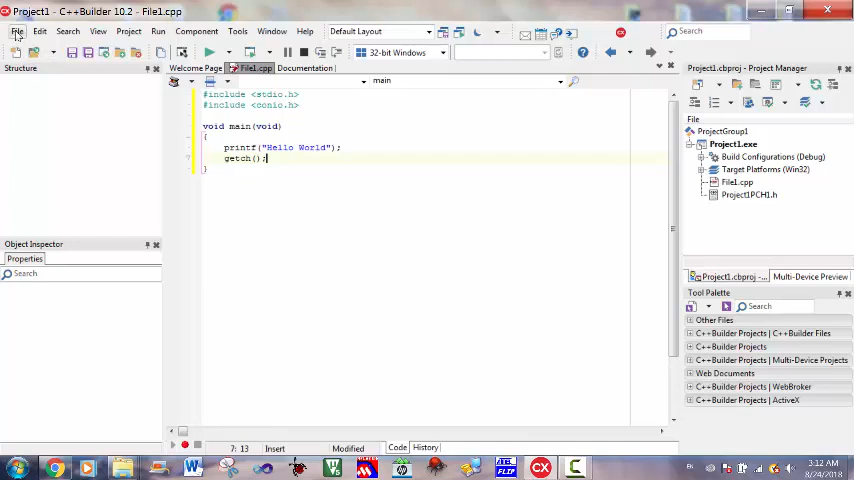 Project1 - C++Builder 10.2 - File1.cpp
File Edit Search View Project Run Component Tools Window Help
Default Layout
Search
32-bit Windows
Structure
Welcome Page File1.cpp Documentation
main
#include <stdio.h>
#include <conio.h>
void main(void)
{
printf("Hello World");
getch();
}
Object Inspector
Properties
Search
Project1.cbproj - Project Manager
File
ProjectGroup1
Project1.exe
Build Configurations (Debug)
Target Platforms (Win32)
File1.cpp
Project1PCH1.h
Project1.cbproj -... Multi-Device Preview
Tool Palette
Search
Other Files
C++Builder Projects | C++Builder Files
C++Builder Projects
C++Builder Projects | Multi-Device Projects
Web Documents
C++Builder Projects | WebBroker
C++Builder Projects | ActiveX
7: 13 Insert Modified Code History
EN 3:12 AM
8/24/2018